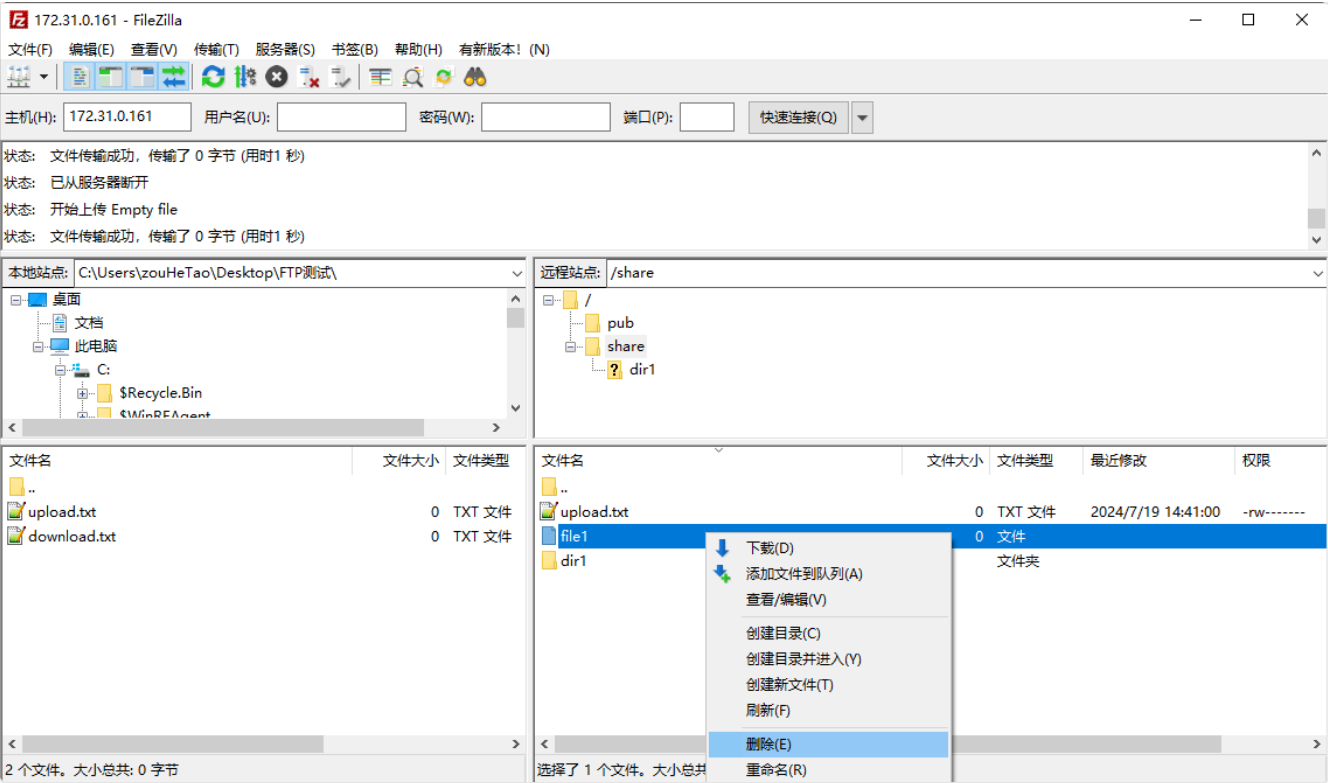 172.31.0.161 - FileZilla
文件(F) 编辑(E) 查看(V) 传输(T) 服务器(S) 书签(B) 帮助(H) 有新版本! (N)
主机(H): 172.31.0.161 用户名(U): 密码(W): 端口(P): 快速连接(Q)
状态: 文件传输成功，传输了 0 字节 (用时1 秒)
状态: 已从服务器断开
状态: 开始上传 Empty file
状态: 文件传输成功，传输了 0 字节 (用时1 秒)
本地站点: C:\Users\zouHeTao\Desktop\FTP测试\
桌面
文档
此电脑
C:
$Recycle.Bin
$WinREAgent
远程站点: /share
/
pub
share
dir1
文件名 文件大小 文件类型
..
upload.txt 0 TXT 文件
download.txt 0 TXT 文件
2 个文件。大小总共: 0 字节
文件名 文件大小 文件类型 最近修改 权限
..
upload.txt 0 TXT 文件 2024/7/19 14:41:00 -rw-------
file1 0 文件
dir1 文件夹
选择了 1 个文件。大小总共
下载(D)
添加文件到队列(A)
查看/编辑(V)
创建目录(C)
创建目录并进入(Y)
创建新文件(T)
刷新(F)
删除(E)
重命名(R)